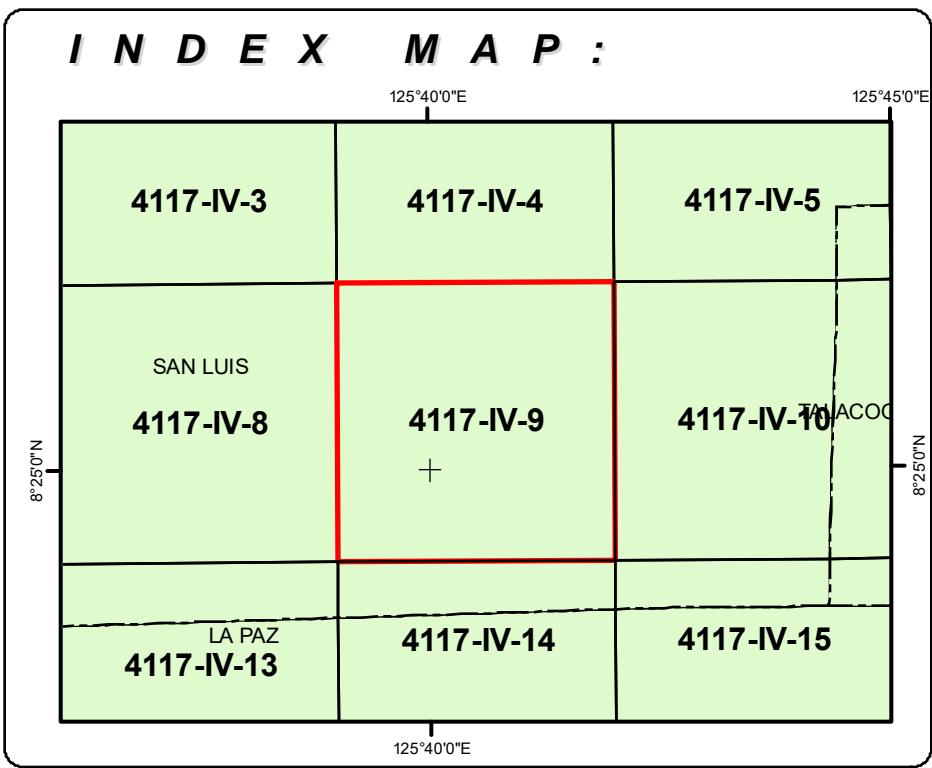 INDEX MAP:
125°40'0"E
125°45'0"E
4117-IV-3
4117-IV-4
4117-IV-5
SAN LUIS
4117-IV-8
4117-IV-9
4117-IV-10
TALACOG
8°25'0"N
8°25'0"N
LA PAZ
4117-IV-13
4117-IV-14
4117-IV-15
125°40'0"E